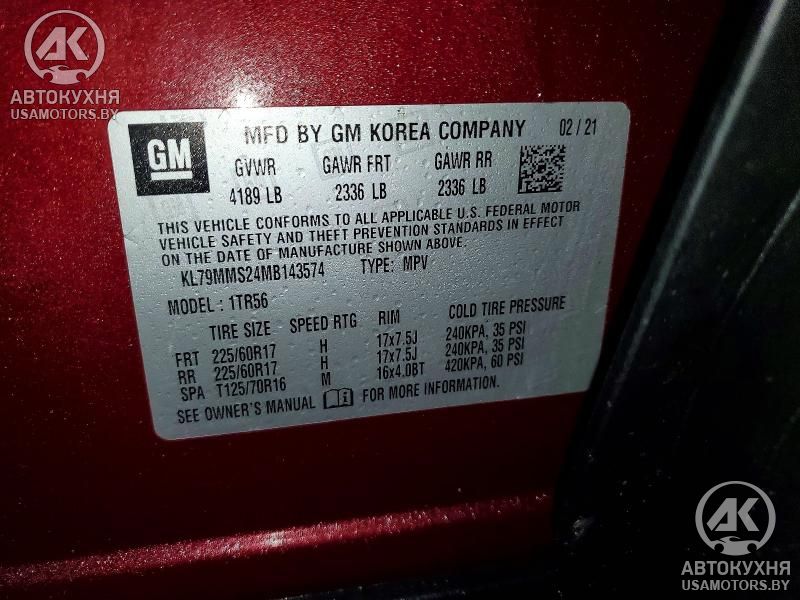 AK
АВТОКУХНЯ
USAMOTORS.BY
GM
MFD BY GM KOREA COMPANY 02 / 21
GVWR GAWR FRT GAWR RR
4189 LB 2336 LB 2336 LB
THIS VEHICLE CONFORMS TO ALL APPLICABLE U.S. FEDERAL MOTOR
VEHICLE SAFETY AND THEFT PREVENTION STANDARDS IN EFFECT
ON THE DATE OF MANUFACTURE SHOWN ABOVE.
KL79MMS24MB143574 TYPE: MPV
MODEL: 1TR56
TIRE SIZE SPEED RTG RIM COLD TIRE PRESSURE
FRT 225/60R17 H 17x7.5J 240KPA, 35 PSI
RR 225/60R17 H 17x7.5J 240KPA, 35 PSI
SPA T125/70R16 M 16x4.0BT 420KPA, 60 PSI
SEE OWNER'S MANUAL FOR MORE INFORMATION.
AK
АВТОКУХНЯ
USAMOTORS.BY